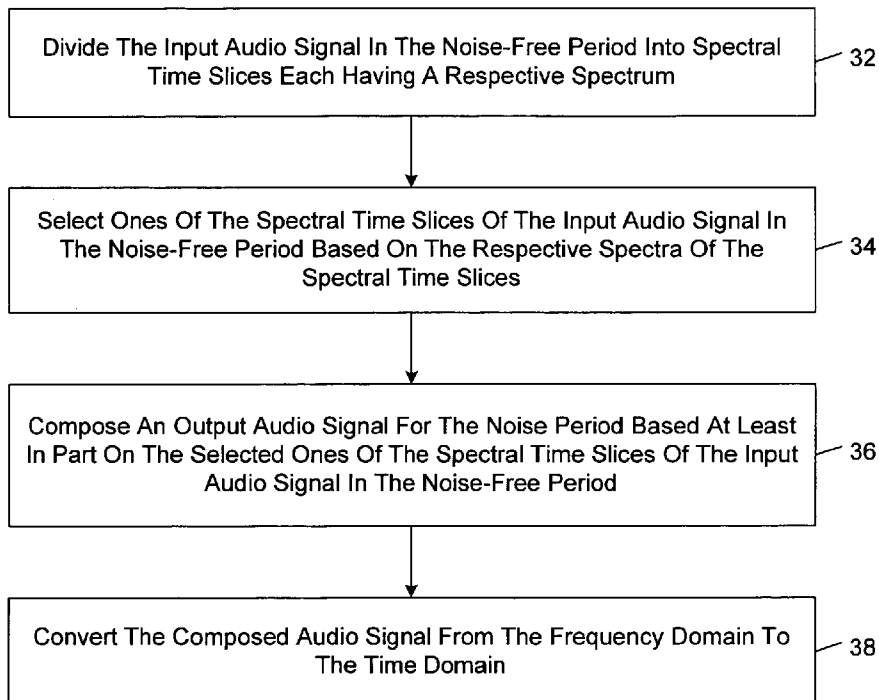 Divide The Input Audio Signal In The Noise-Free Period Into Spectral
Time Slices Each Having A Respective Spectrum
32
Select Ones Of The Spectral Time Slices Of The Input Audio Signal In
The Noise-Free Period Based On The Respective Spectra Of The
Spectral Time Slices
34
Compose An Output Audio Signal For The Noise Period Based At Least
In Part On The Selected Ones Of The Spectral Time Slices Of The Input
Audio Signal In The Noise-Free Period
36
Convert The Composed Audio Signal From The Frequency Domain To
The Time Domain
38